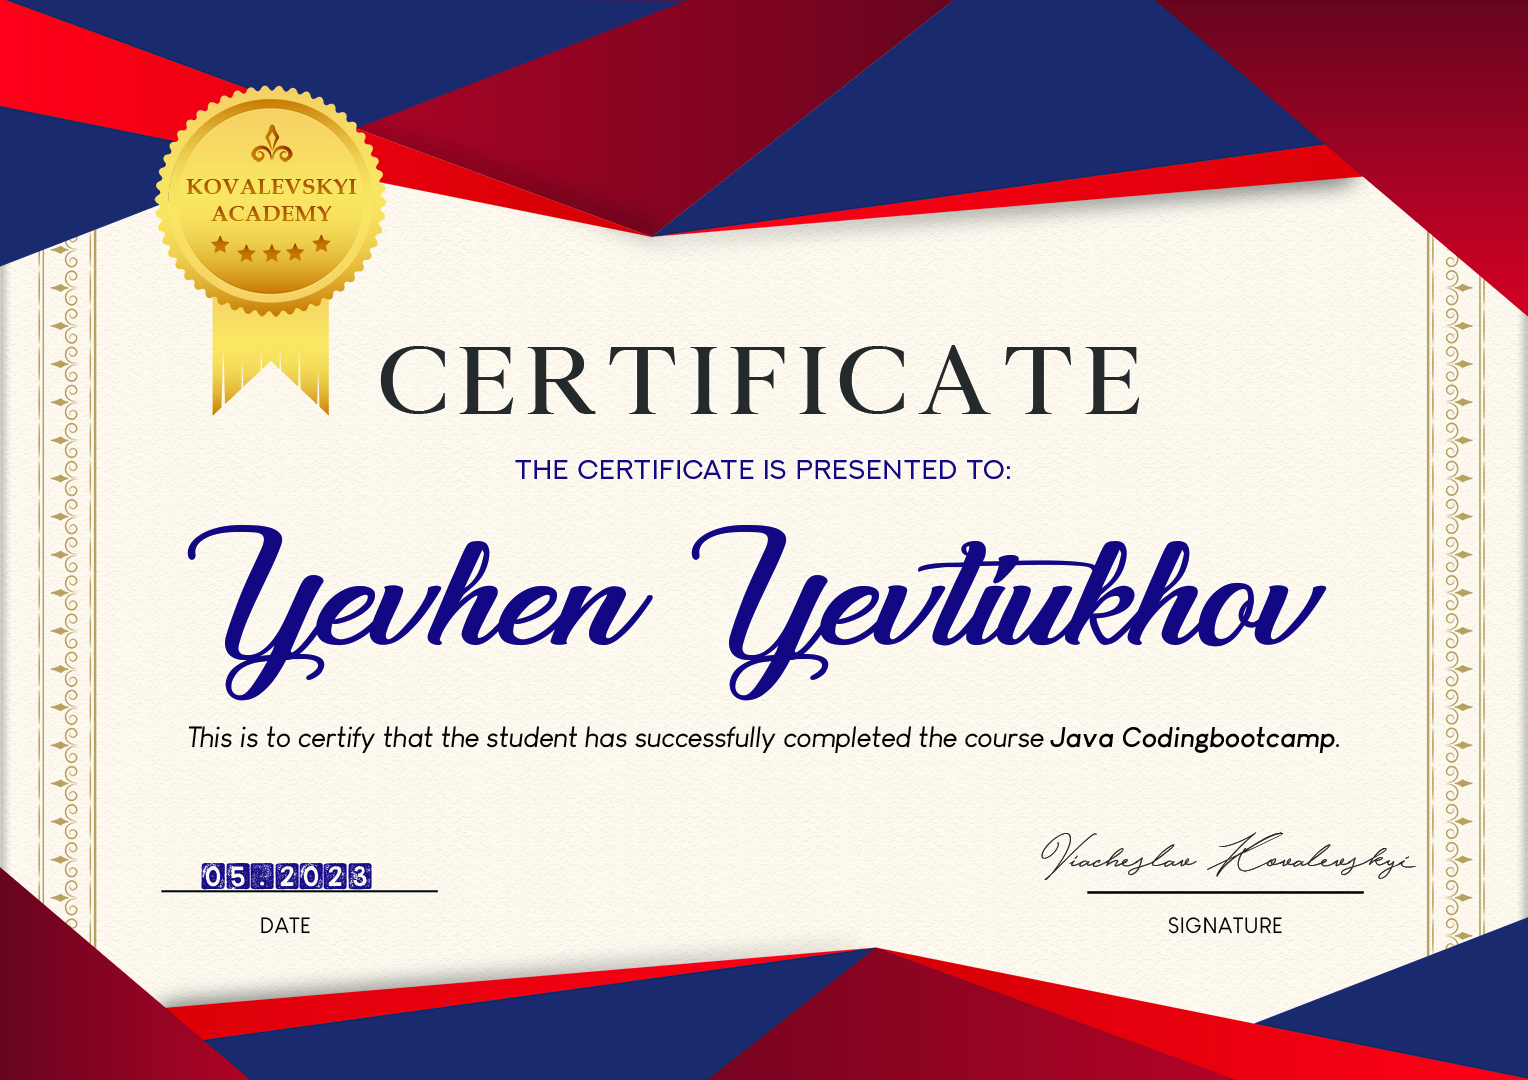 KOVALEVSKYI
ACADEMY
CERTIFICATE
THE CERTIFICATE IS PRESENTED TO:
Yevhen Yevtiukhov
This is to certify that the student has successfully completed the course Java Codingbootcamp.
05.2023
Viacheslav Kovalevskyi
DATE
SIGNATURE